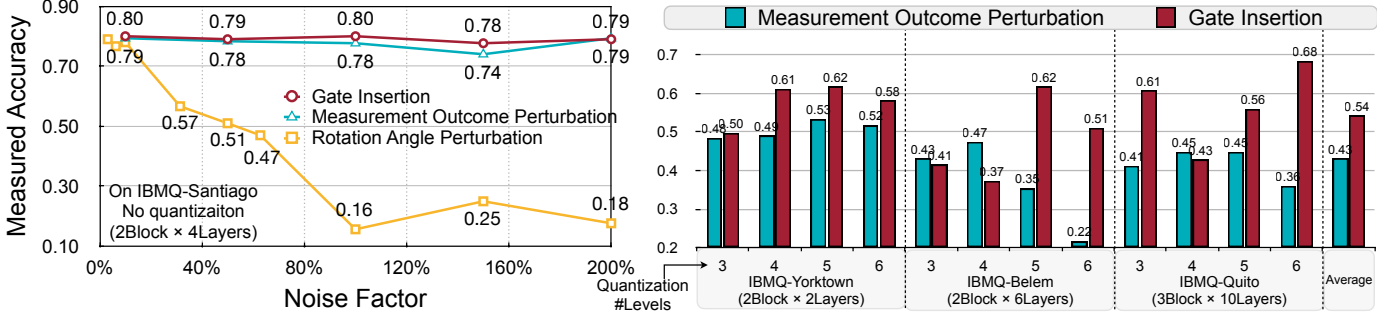 0.90
0.70
0.50
0.30
0.10
Measured Accuracy
0.80
0.79
0.80
0.78
0.79
0.79
0.78
0.78
0.74
0.79
0.57
0.51
0.47
0.16
0.25
0.18
Gate Insertion
Measurement Outcome Perturbation
Rotation Angle Perturbation
On IBMQ-Santiago
No quantizaiton
(2Block × 4Layers)
0%
40%
80%
120%
160%
200%
Noise Factor
Measurement Outcome Perturbation
Gate Insertion
0.7
0.6
0.5
0.4
0.3
0.2
0.48
0.50
0.49
0.61
0.53
0.62
0.52
0.58
0.43
0.41
0.47
0.37
0.35
0.62
0.22
0.51
0.41
0.61
0.45
0.43
0.45
0.56
0.36
0.68
0.43
0.54
Quantization
#Levels
3 4 5 6
IBMQ-Yorktown
(2Block × 2Layers)
3 4 5 6
IBMQ-Belem
(2Block × 6Layers)
3 4 5 6
IBMQ-Quito
(3Block × 10Layers)
Average